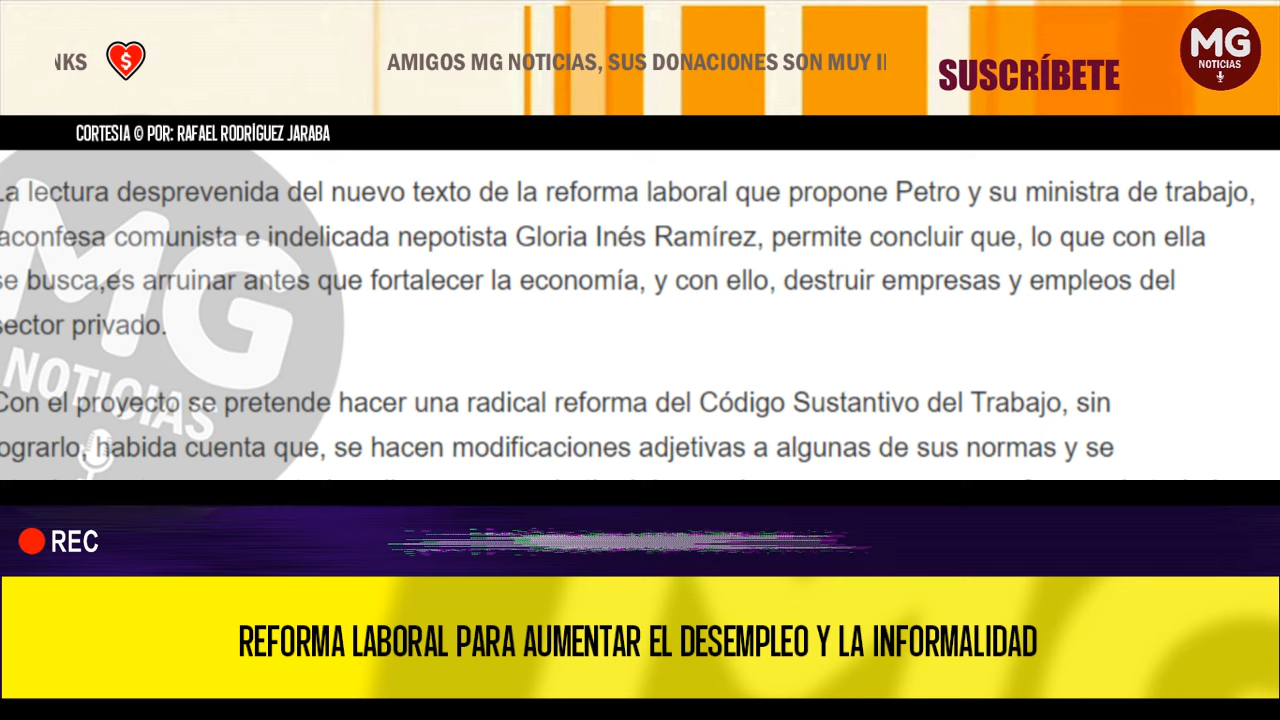 NKS
$
AMIGOS MG NOTICIAS, SUS DONACIONES SON MUY I
SUSCRÍBETE
MG
NOTICIAS
CORTESIA © POR: RAFAEL RODRÍGUEZ JARABA
La lectura desprevenida del nuevo texto de la reforma laboral que propone Petro y su ministra de trabajo,
aconfesa comunista e indelicada nepotista Gloria Inés Ramírez, permite concluir que, lo que con ella
se busca,es arruinar antes que fortalecer la economía, y con ello, destruir empresas y empleos del
sector privado.
Con el proyecto se pretende hacer una radical reforma del Código Sustantivo del Trabajo, sin
ograrlo, habida cuenta que, se hacen modificaciones adjetivas a algunas de sus normas y se
MG
NOTICIAS
REC
REFORMA LABORAL PARA AUMENTAR EL DESEMPLEO Y LA INFORMALIDAD